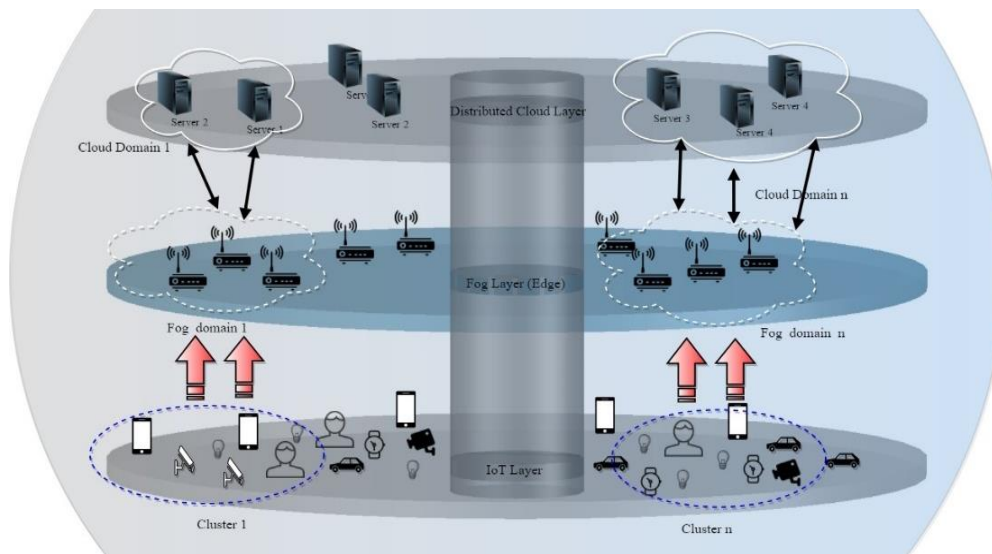 Serv
Server 2
Server 1
Server 2
Distributed Cloud Layer
Server 3
Server 4
Server 4
Cloud Domain 1
Cloud Domain n
Fog Layer (Edge)
Fog domain 1
Fog domain n
IoT Layer
Cluster 1
Cluster n